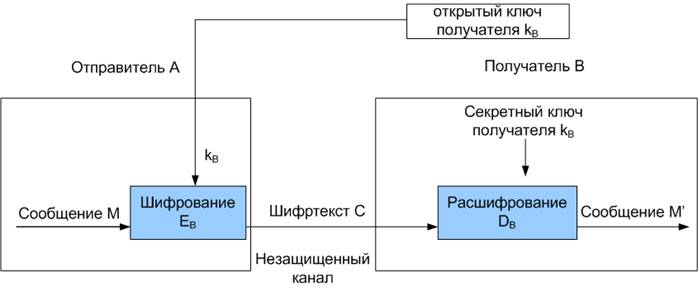 открытый ключ
получателя kB
Отправитель А
Получатель В
Секретный ключ
получателя kB
kB
Сообщение М
Шифрование
EB
Шифртекст С
Расшифрование
DB
Сообщение М'
Незащищенный
канал